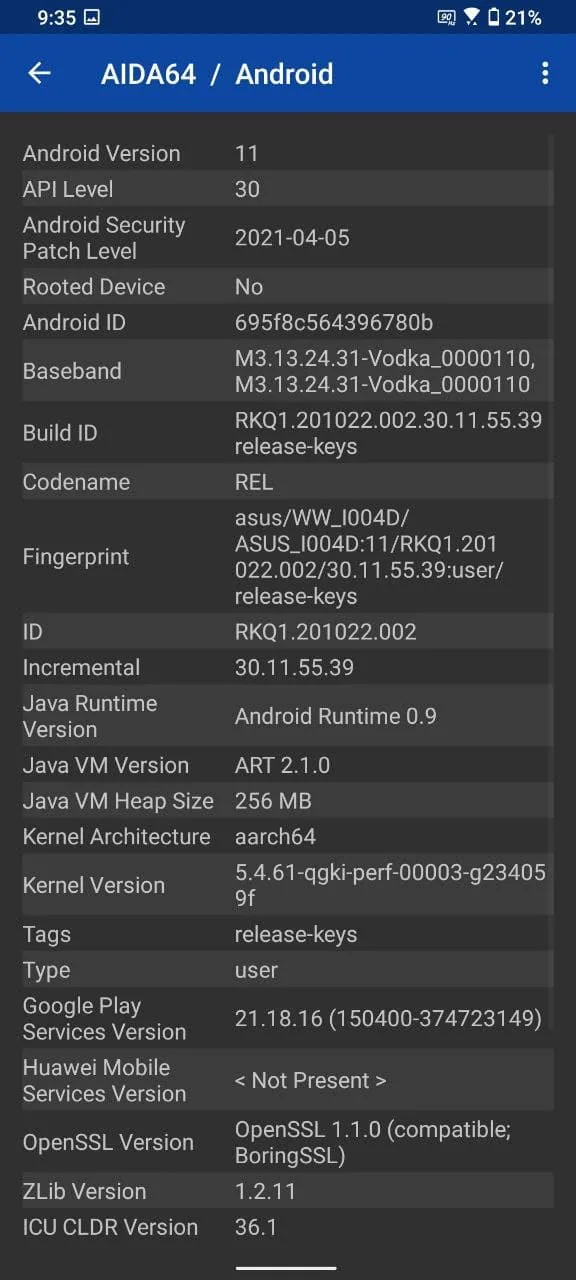 9:35 90Hz 21%
AIDA64 / Android
Android Version 11
API Level 30
Android Security
Patch Level 2021-04-05
Rooted Device No
Android ID 695f8c564396780b
Baseband M3.13.24.31-Vodka_0000110,
M3.13.24.31-Vodka_0000110
Build ID RKQ1.201022.002.30.11.55.39
release-keys
Codename REL
Fingerprint asus/WW_I004D/
ASUS_I004D:11/RKQ1.201
022.002/30.11.55.39:user/
release-keys
ID RKQ1.201022.002
Incremental 30.11.55.39
Java Runtime
Version Android Runtime 0.9
Java VM Version ART 2.1.0
Java VM Heap Size 256 MB
Kernel Architecture aarch64
Kernel Version 5.4.61-qgki-perf-00003-g23405
9f
Tags release-keys
Type user
Google Play
Services Version 21.18.16 (150400-374723149)
Huawei Mobile
Services Version < Not Present >
OpenSSL Version OpenSSL 1.1.0 (compatible;
BoringSSL)
ZLib Version 1.2.11
ICU CLDR Version 36.1